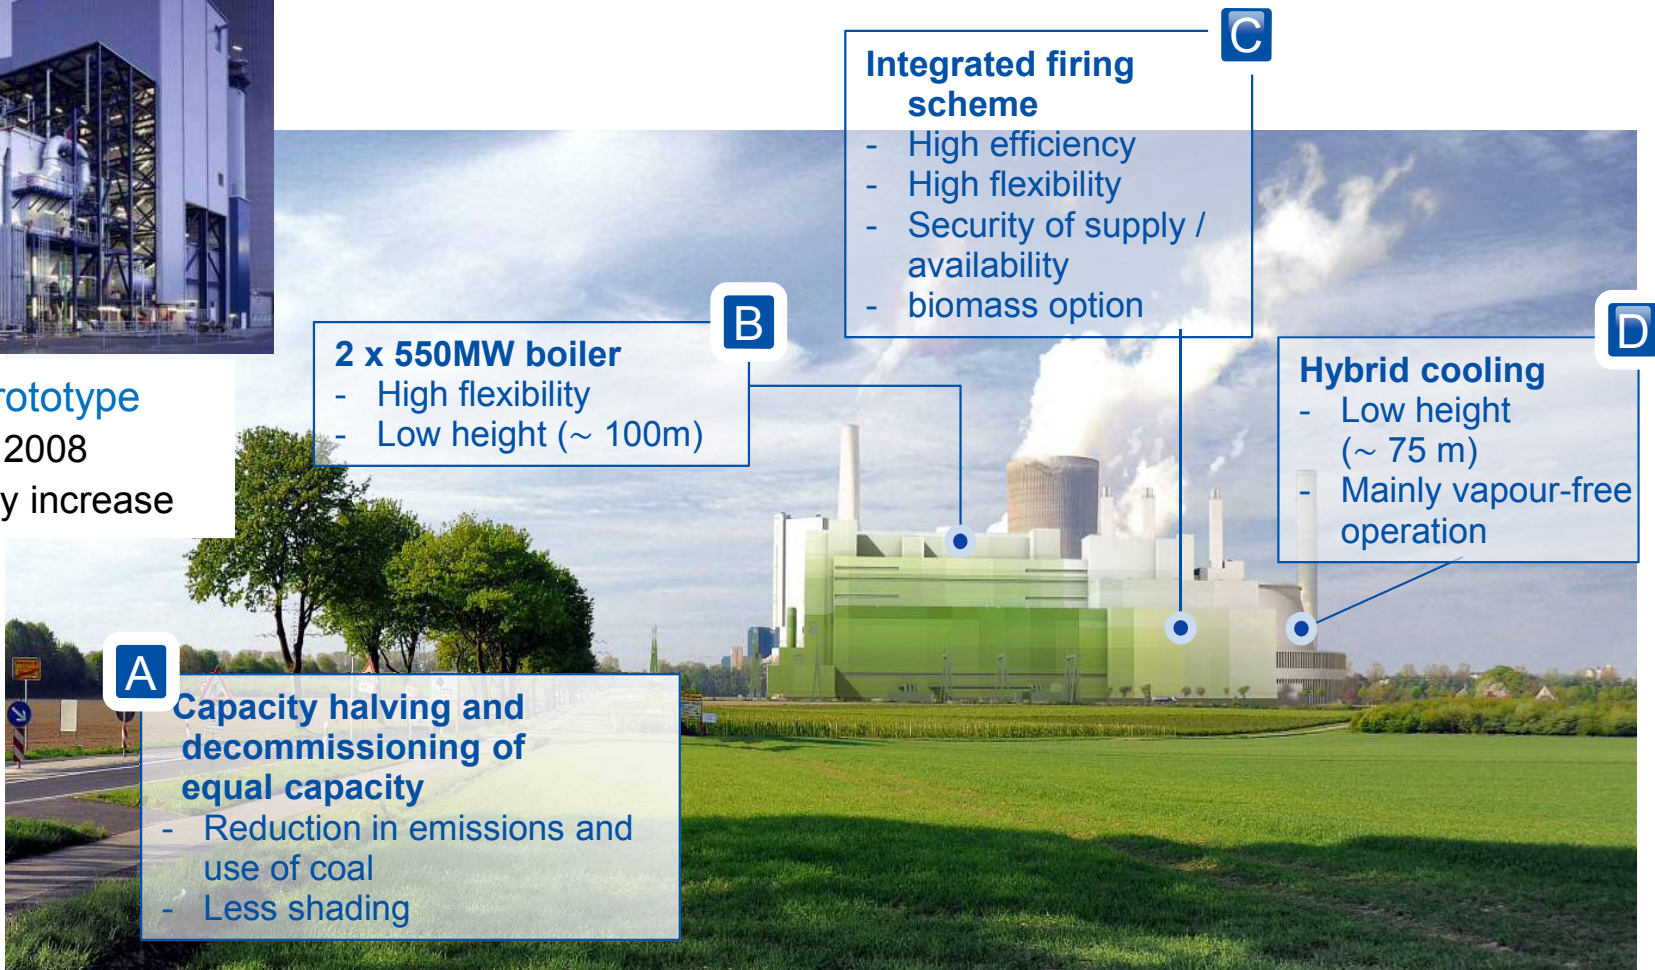 C
Integrated firing
scheme
- High efficiency
- High flexibility
- Security of supply /
availability
- biomass option
B
2 x 550MW boiler
- High flexibility
- Low height (~ 100m)
D
Hybrid cooling
- Low height
(~ 75 m)
- Mainly vapour-free
operation
rototype
2008
y increase
A
Capacity halving and
decommissioning of
equal capacity
- Reduction in emissions and
use of coal
- Less shading